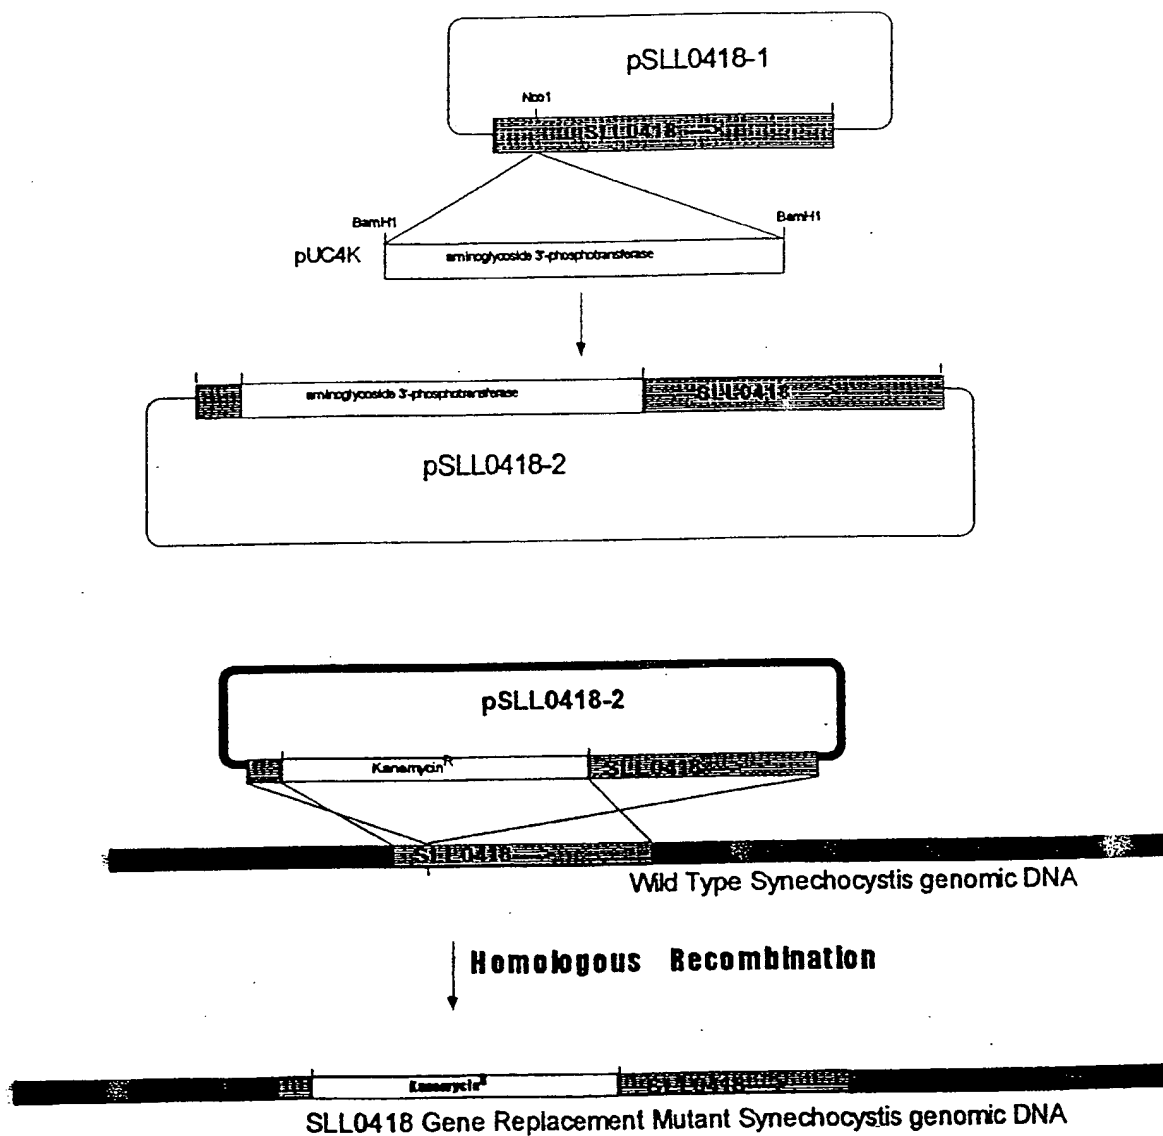 pSLL0418-1
Nco1
SLL0418
BamH1
BamH1
pUC4K
aminoglycoside 3'-phosphotransferase
aminoglycoside 3'-phosphotransferase
SLL0418
pSLL0418-2
pSLL0418-2
Kanamycin R
SLL0418
SLL0418
Wild Type Synechocystis genomic DNA
Homologous Recombination
Kanamycin R
SLL0418
SLL0418 Gene Replacement Mutant Synechocystis genomic DNA